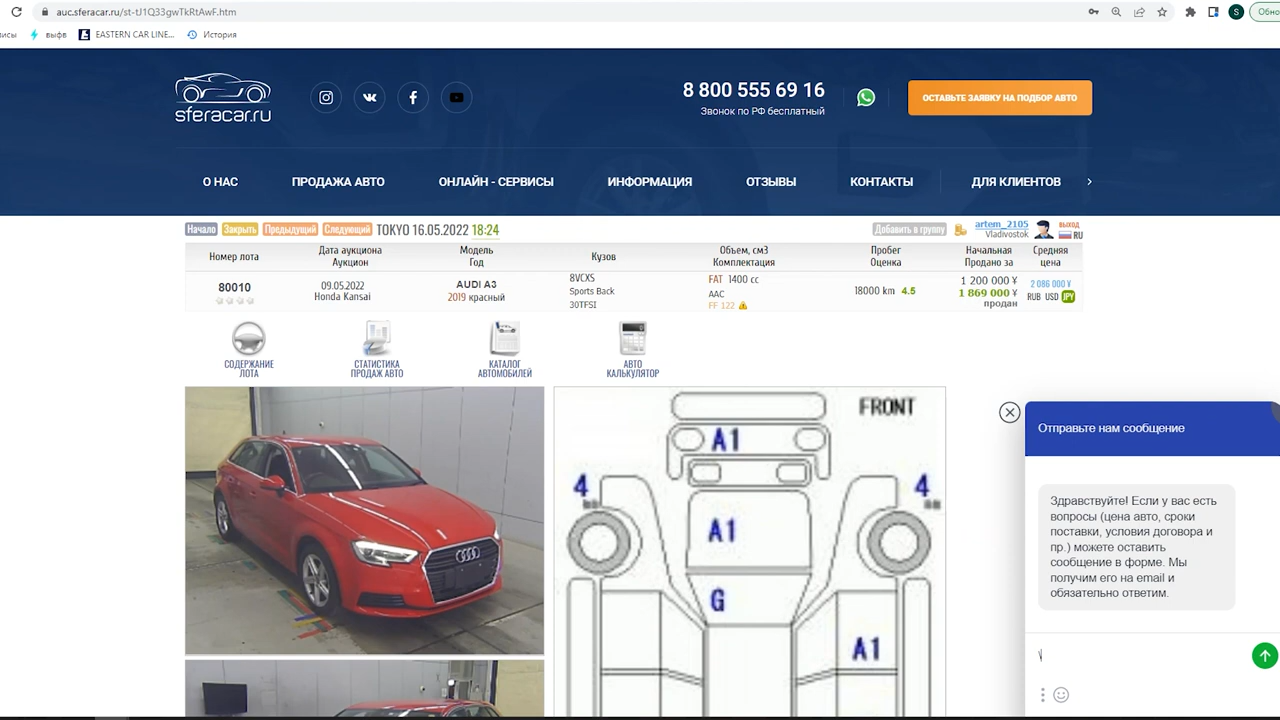 auc.sferacar.ru/st-tJ1Q33gwTkRtAwF.htm
S
Обно
висы
выфв
EASTERN CAR LINE...
История
sferacar.ru
8 800 555 69 16
Звонок по РФ бесплатный
ОСТАВЬТЕ ЗАЯВКУ НА ПОДБОР АВТО
О НАС
ПРОДАЖА АВТО
ОНЛАЙН - СЕРВИСЫ
ИНФОРМАЦИЯ
ОТЗЫВЫ
КОНТАКТЫ
ДЛЯ КЛИЕНТОВ
Начало Закрыть Предыдущий Следующий TOKYO 16.05.2022 18:24
Добавить в группу
artem_2105
Vladivostok
выход
RU
Номер лота
Дата аукциона
Аукцион
Модель
Год
Кузов
Объем, см3
Комплектация
Пробег
Оценка
Начальная
Продано за
Средняя
цена
80010
09.05.2022
Honda Kansai
AUDI A3
2019 красный
8VCXS
Sports Back
30TFSI
FAT 1400 cc
AAC
FF 122
18000 km 4.5
1 200 000 ¥
1 869 000 ¥
продан
2 086 000 ¥
RUB USD JPY
СОДЕРЖАНИЕ
ЛОТА
СТАТИСТИКА
ПРОДАЖ АВТО
КАТАЛОГ
АВТОМОБИЛЕЙ
АВТО
КАЛЬКУЛЯТОР
FRONT
A1
4
4
A1
G
A1
Отправьте нам сообщение
Здравствуйте! Если у вас есть
вопросы (цена авто, сроки
поставки, условия договора и
пр.) можете оставить
сообщение в форме. Мы
получим его на email и
обязательно ответим.